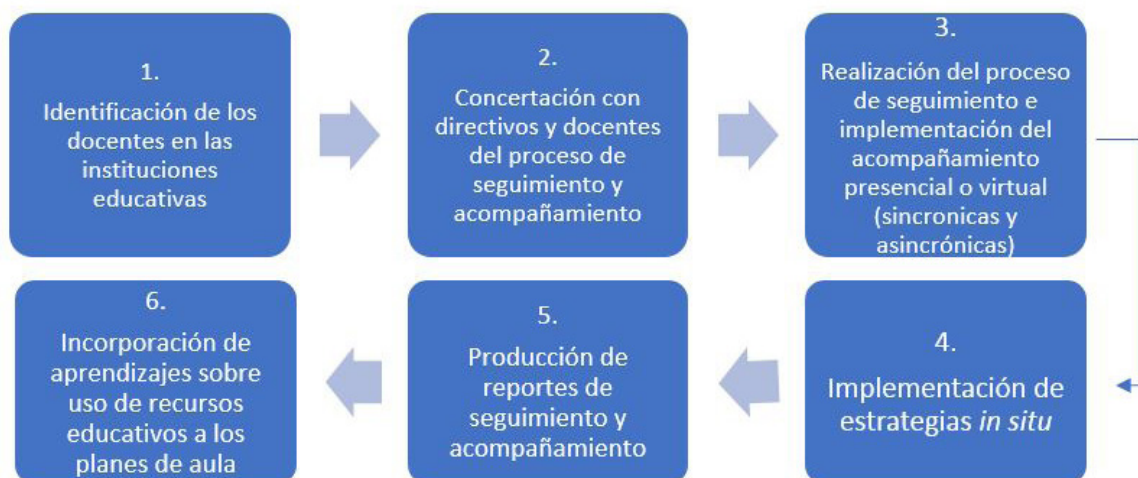 1.
Identificación de los
docentes en las
instituciones
educativas
2.
Concertación con
directivos y docentes
del proceso de
seguimiento y
acompañamiento
3.
Realización del proceso
de seguimiento e
implementación del
acompañamiento
presencial o virtual
(sincronicas y
asincrónicas)
4.
Implementación de
estrategias in situ
5.
Producción de
reportes de
seguimiento y
acompañamiento
6.
Incorporación de
aprendizajes sobre
uso de recursos
educativos a los
planes de aula